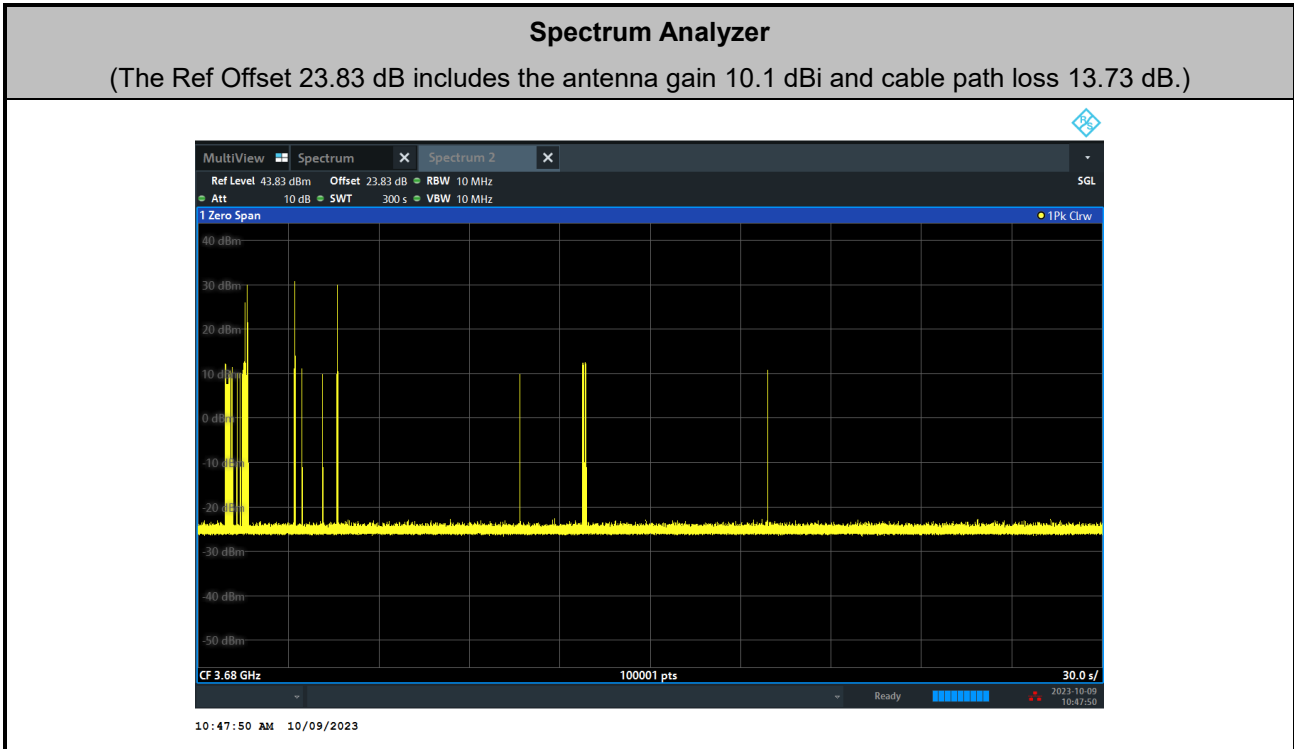 Spectrum Analyzer
(The Ref Offset 23.83 dB includes the antenna gain 10.1 dBi and cable path loss 13.73 dB.)
R&S
MultiView Spectrum Spectrum 2
Ref Level 43.83 dBm Offset 23.83 dB RBW 10 MHz SGL
Att 10 dB SWT 300 s VBW 10 MHz
1 Zero Span 1Pk Clrw
40 dBm
30 dBm
20 dBm
10 dBm
0 dBm
-10 dBm
-20 dBm
-30 dBm
-40 dBm
-50 dBm
CF 3.68 GHz 100001 pts 30.0 s/
Ready 2023-10-09
10:47:50
10:47:50 AM 10/09/2023